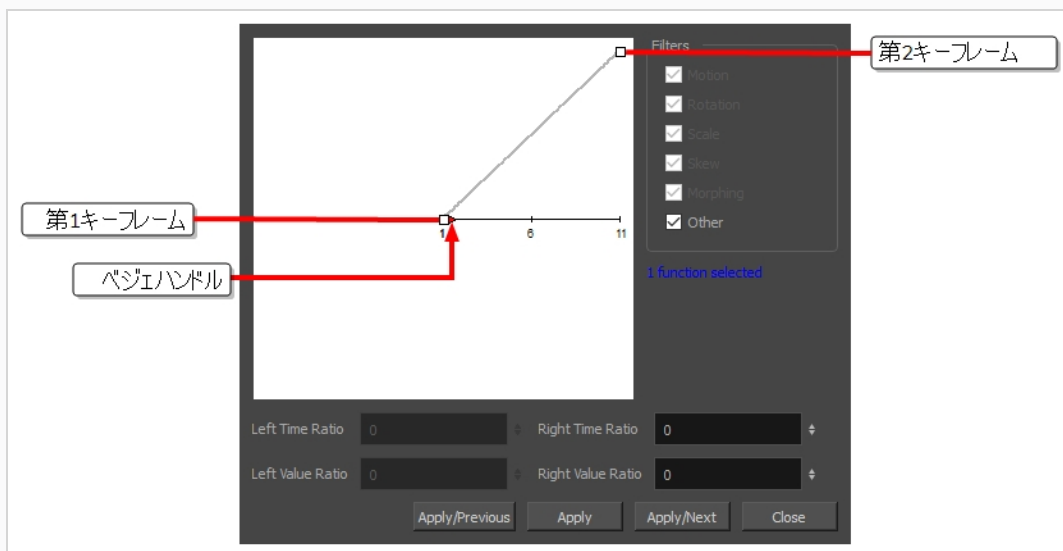 Filters
第2キーフレーム
Motion
Rotation
Scale
Skew
Morphing
Other
第1キーフレーム
1
6
11
ベジェハンドル
1 function selected
Left Time Ratio 0 Right Time Ratio 0
Left Value Ratio 0 Right Value Ratio 0
Apply/Previous Apply Apply/Next Close